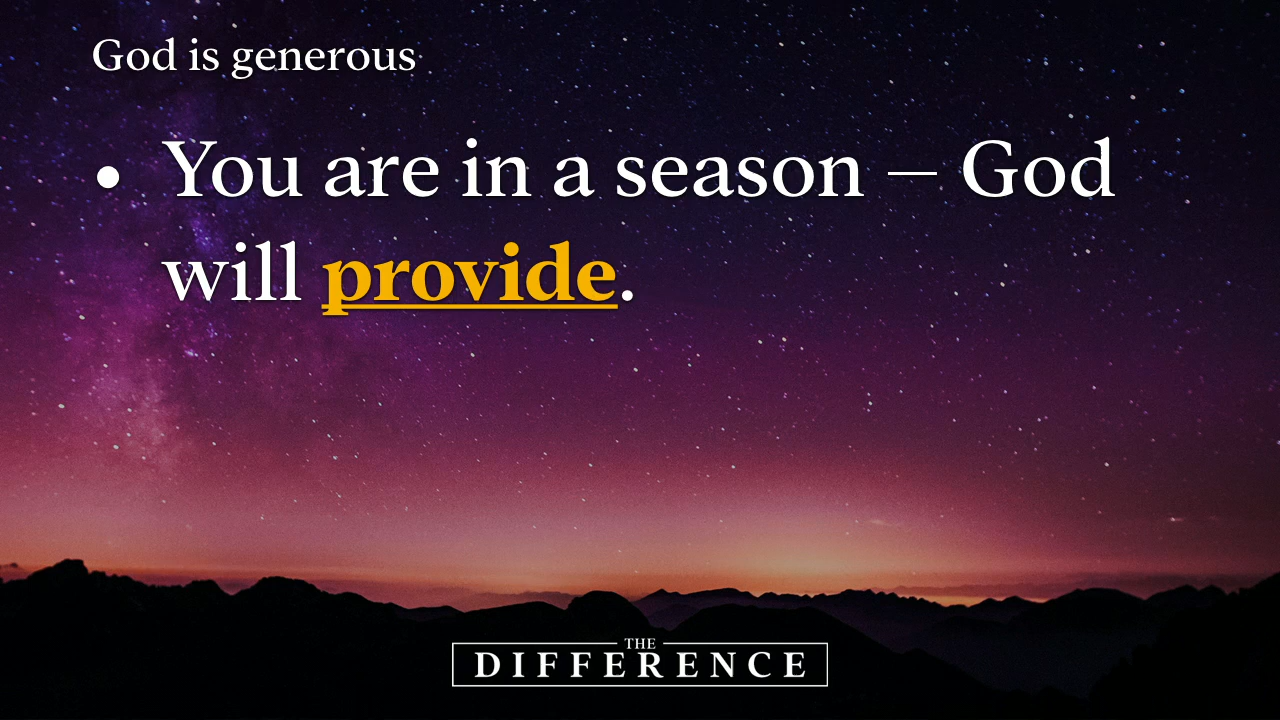 God is generous
• You are in a season – God
will provide.
THE
DIFFERENCE